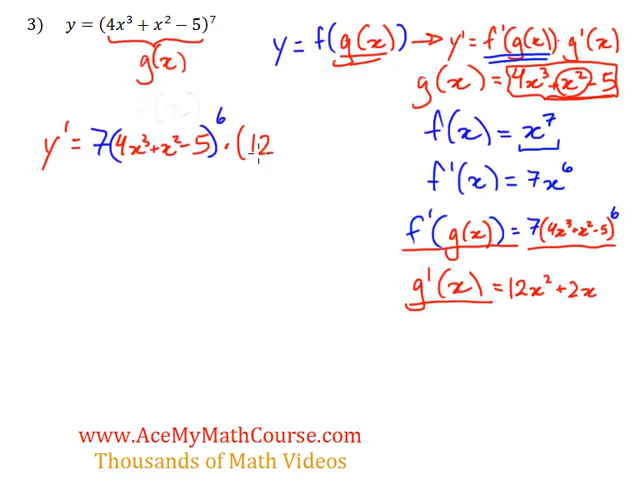 3) y = (4x³ + x² − 5)⁷
g(x)
y' = 7(4x³+x²−5)⁶ · (12
y = f(g(x)) → y' = f'(g(x)) · g'(x)
g(x) = 4x³+x²−5
f(x) = x⁷
f'(x) = 7x⁶
f'(g(x)) = 7(4x³+x²−5)⁶
g'(x) = 12x²+2x
www.AceMyMathCourse.com
Thousands of Math Videos